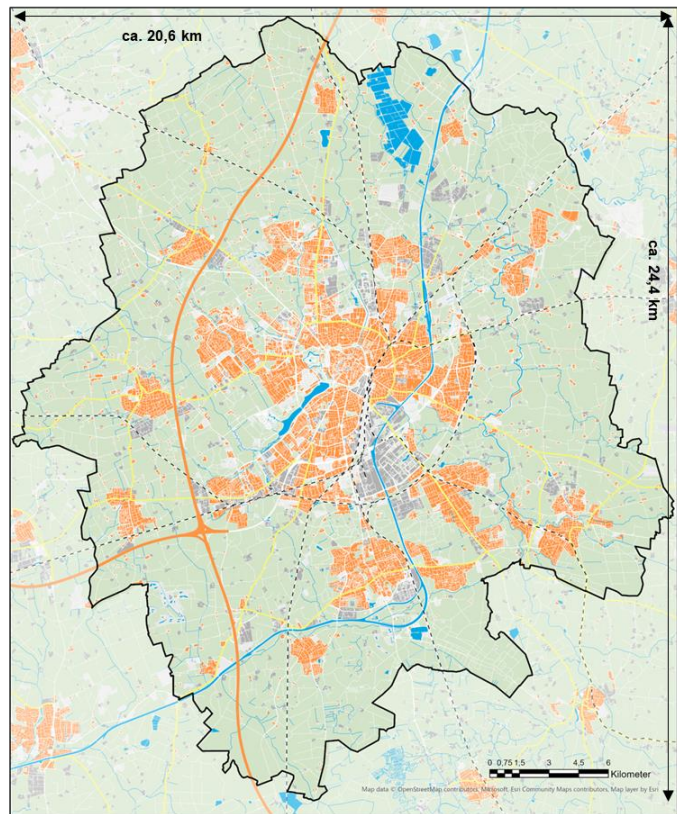 ca. 20,6 km
ca. 24,4 km
0 0,75 1,5 3 4,5 6
Kilometer
Map data © OpenStreetMap contributors, Microsoft, Esri Community Maps contributors, Map layer by Esri